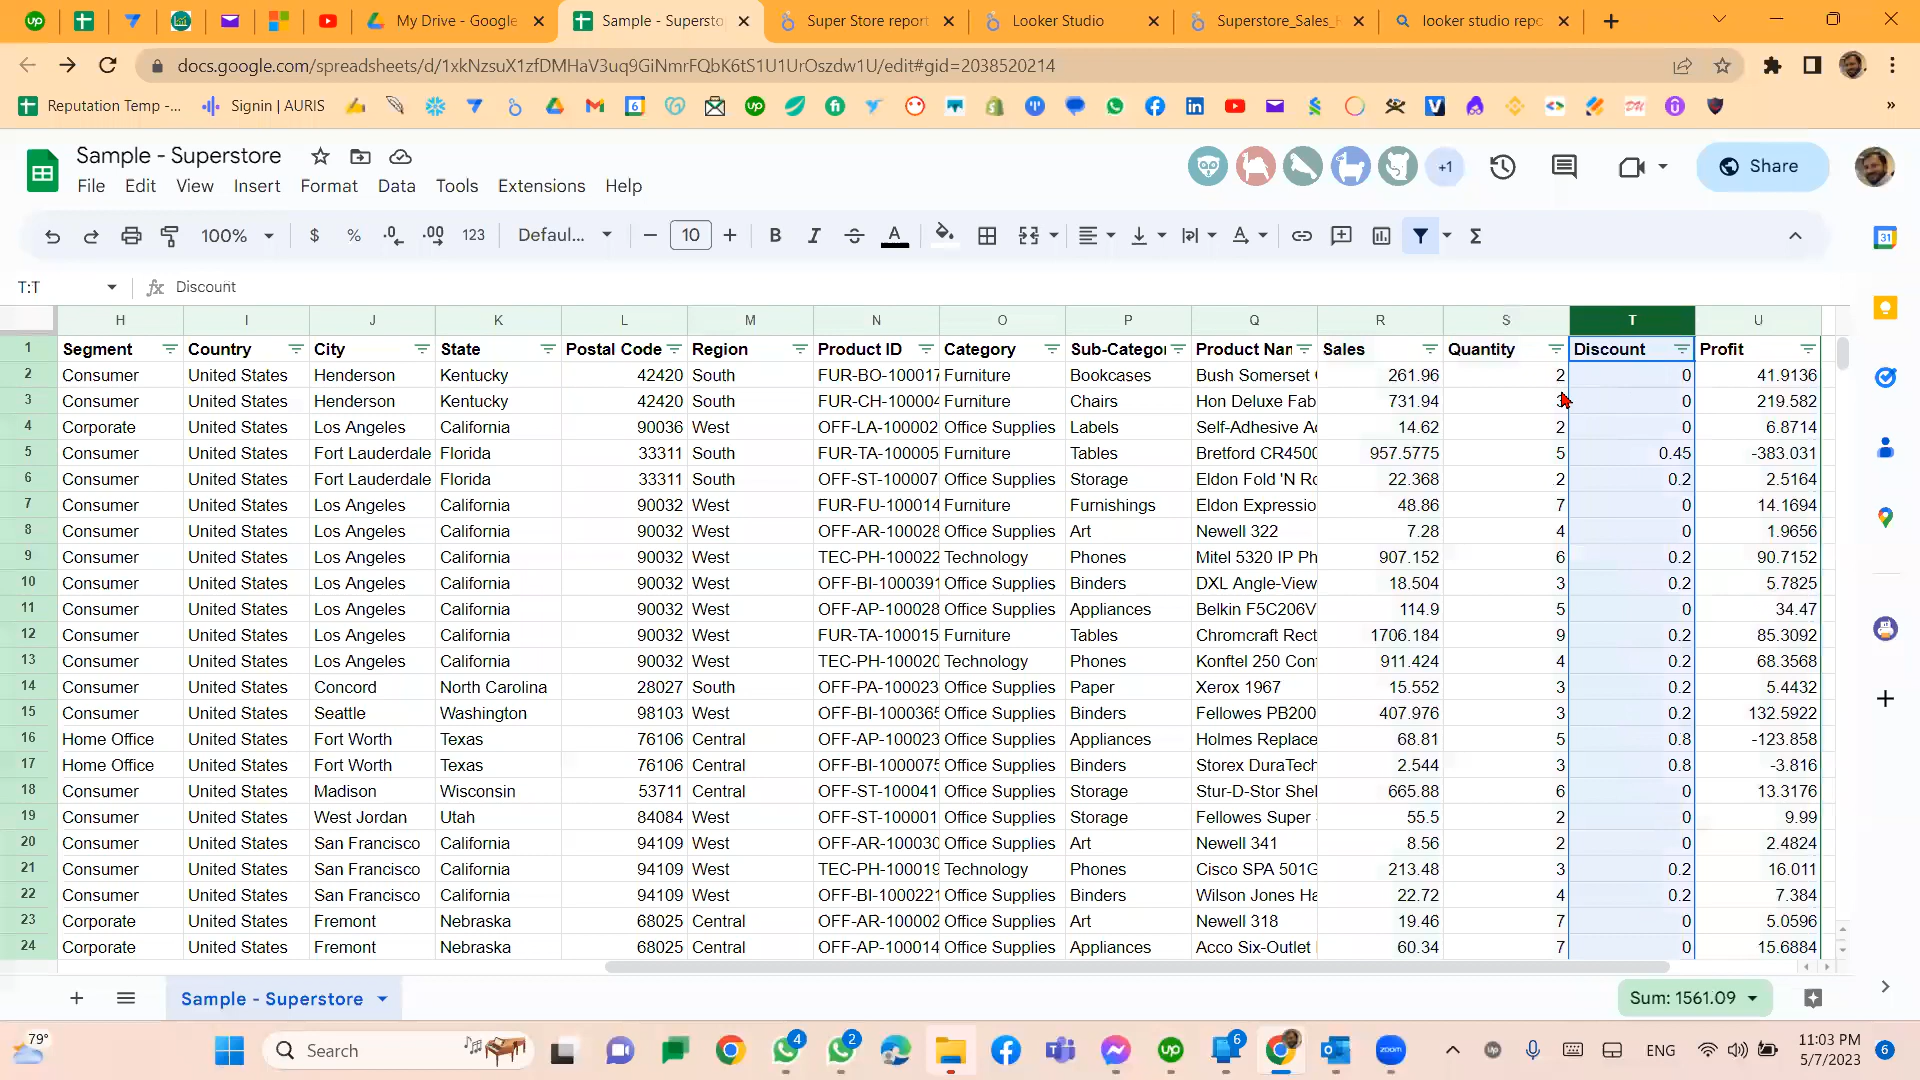 My Drive - Google
Sample - Supersto
Super Store report
Looker Studio
Superstore_Sales_
looker studio repo
docs.google.com/spreadsheets/d/1xkNzsuX1zfDMHaV3uq9GiNmrFQbK6tS1U1UrOszdw1U/edit#gid=2038520214
Reputation Temp -...
Signin | AURIS
Sample - Superstore
+1
Share
File Edit View Insert Format Data Tools Extensions Help
100% $ % .0 .00 123 Defaul... 10
T:T Discount
H I J K L M N O P Q R S T U
1 Segment Country City State Postal Code Region Product ID Category Sub-Categor Product Nam Sales Quantity Discount Profit
2 Consumer United States Henderson Kentucky 42420 South FUR-BO-100017 Furniture Bookcases Bush Somerset 261.96 2 0 41.9136
3 Consumer United States Henderson Kentucky 42420 South FUR-CH-100004 Furniture Chairs Hon Deluxe Fab 731.94 3 0 219.582
4 Corporate United States Los Angeles California 90036 West OFF-LA-100002 Office Supplies Labels Self-Adhesive Ad 14.62 2 0 6.8714
5 Consumer United States Fort Lauderdale Florida 33311 South FUR-TA-100005 Furniture Tables Bretford CR4500 957.5775 5 0.45 -383.031
6 Consumer United States Fort Lauderdale Florida 33311 South OFF-ST-100007 Office Supplies Storage Eldon Fold 'N Ro 22.368 2 0.2 2.5164
7 Consumer United States Los Angeles California 90032 West FUR-FU-100014 Furniture Furnishings Eldon Expressio 48.86 7 0 14.1694
8 Consumer United States Los Angeles California 90032 West OFF-AR-100028 Office Supplies Art Newell 322 7.28 4 0 1.9656
9 Consumer United States Los Angeles California 90032 West TEC-PH-100022 Technology Phones Mitel 5320 IP Ph 907.152 6 0.2 90.7152
10 Consumer United States Los Angeles California 90032 West OFF-BI-1000391 Office Supplies Binders DXL Angle-View 18.504 3 0.2 5.7825
11 Consumer United States Los Angeles California 90032 West OFF-AP-100028 Office Supplies Appliances Belkin F5C206V 114.9 5 0 34.47
12 Consumer United States Los Angeles California 90032 West FUR-TA-100015 Furniture Tables Chromcraft Rect 1706.184 9 0.2 85.3092
13 Consumer United States Los Angeles California 90032 West TEC-PH-100020 Technology Phones Konftel 250 Con 911.424 4 0.2 68.3568
14 Consumer United States Concord North Carolina 28027 South OFF-PA-100023 Office Supplies Paper Xerox 1967 15.552 3 0.2 5.4432
15 Consumer United States Seattle Washington 98103 West OFF-BI-1000365 Office Supplies Binders Fellowes PB200 407.976 3 0.2 132.5922
16 Home Office United States Fort Worth Texas 76106 Central OFF-AP-100023 Office Supplies Appliances Holmes Replace 68.81 5 0.8 -123.858
17 Home Office United States Fort Worth Texas 76106 Central OFF-BI-1000075 Office Supplies Binders Storex DuraTech 2.544 3 0.8 -3.816
18 Consumer United States Madison Wisconsin 53711 Central OFF-ST-100041 Office Supplies Storage Stur-D-Stor Shel 665.88 6 0 13.3176
19 Consumer United States West Jordan Utah 84084 West OFF-ST-100001 Office Supplies Storage Fellowes Super 55.5 2 0 9.99
20 Consumer United States San Francisco California 94109 West OFF-AR-100030 Office Supplies Art Newell 341 8.56 2 0 2.4824
21 Consumer United States San Francisco California 94109 West TEC-PH-100019 Technology Phones Cisco SPA 501G 213.48 3 0.2 16.011
22 Consumer United States San Francisco California 94109 West OFF-BI-1000221 Office Supplies Binders Wilson Jones Ha 22.72 4 0.2 7.384
23 Corporate United States Fremont Nebraska 68025 Central OFF-AR-100002 Office Supplies Art Newell 318 19.46 7 0 5.0596
24 Corporate United States Fremont Nebraska 68025 Central OFF-AP-100014 Office Supplies Appliances Acco Six-Outlet 60.34 7 0 15.6884
Sample - Superstore
Sum: 1561.09
79°
Search
4
2
6
zoom
ENG
11:03 PM
5/7/2023
6